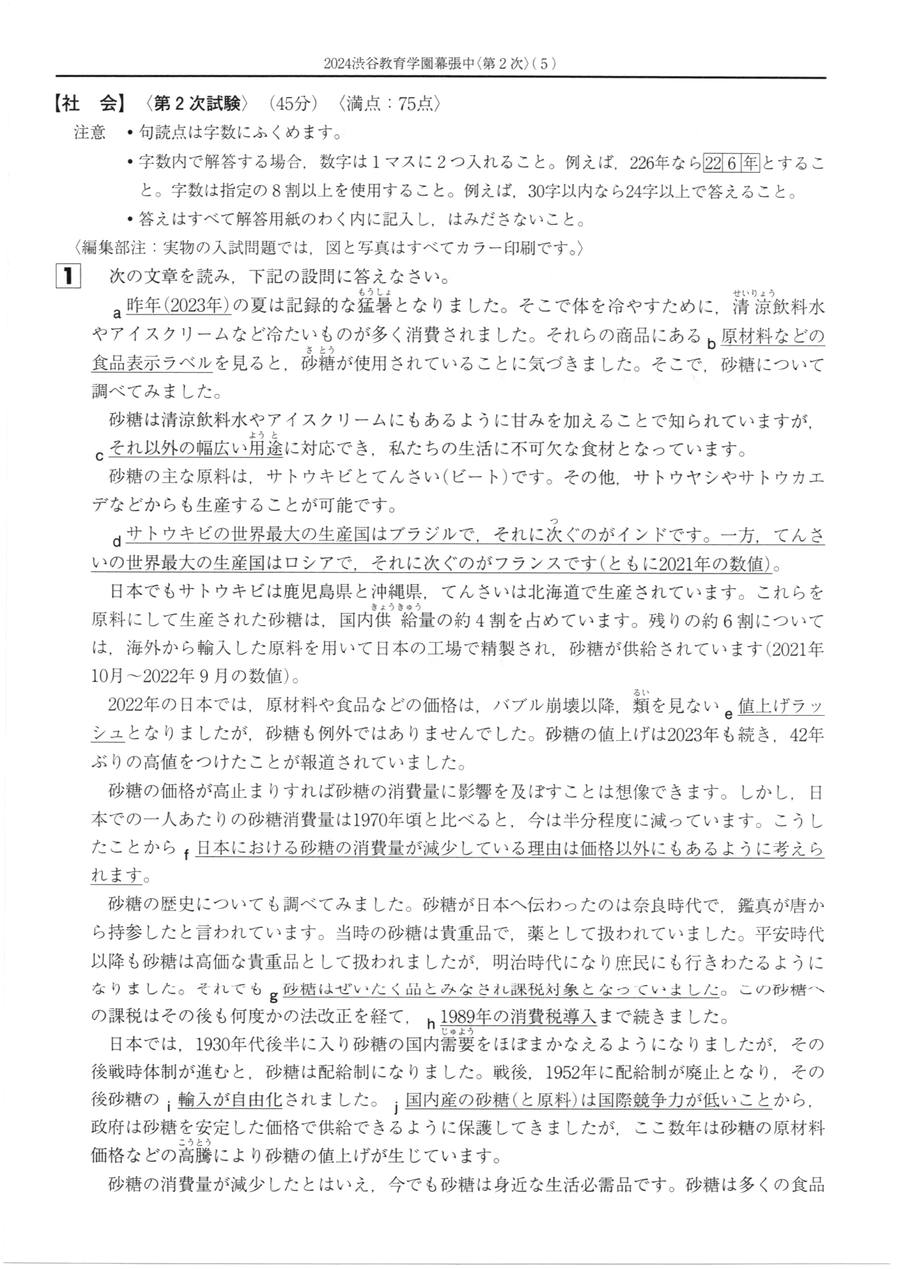 2024渋谷教育学園幕張中〈第2次〉(5)
【社 会】〈第2次試験〉(45分)〈満点：75点〉
注意 ・句読点は字数にふくめます。
・字数内で解答する場合，数字は1マスに2つ入れること。例えば，226年なら22 6 年とするこ
と。字数は指定の8割以上を使用すること。例えば，30字以内なら24字以上で答えること。
・答えはすべて解答用紙のわく内に記入し，はみださないこと。
〈編集部注：実物の入試問題では，図と写真はすべてカラー印刷です。〉
1 次の文章を読み，下記の設問に答えなさい。
a昨年(2023年)の夏は記録的な猛暑となりました。そこで体を冷やすために，清涼飲料水
やアイスクリームなど冷たいものが多く消費されました。それらの商品にあるb原材料などの
食品表示ラベルを見ると，砂糖が使用されていることに気づきました。そこで，砂糖について
調べてみました。
砂糖は清涼飲料水やアイスクリームにもあるように甘みを加えることで知られていますが，
cそれ以外の幅広い用途に対応でき，私たちの生活に不可欠な食材となっています。
砂糖の主な原料は，サトウキビとてんさい(ビート)です。その他，サトウヤシやサトウカエ
デなどからも生産することが可能です。
dサトウキビの世界最大の生産国はブラジルで，それに次ぐのがインドです。一方，てんさ
いの世界最大の生産国はロシアで，それに次ぐのがフランスです(ともに2021年の数値)。
日本でもサトウキビは鹿児島県と沖縄県，てんさいは北海道で生産されています。これらを
原料にして生産された砂糖は，国内供給量の約4割を占めています。残りの約6割について
は，海外から輸入した原料を用いて日本の工場で精製され，砂糖が供給されています(2021年
10月～2022年9月の数値)。
2022年の日本では，原材料や食品などの価格は，バブル崩壊以降，類を見ないe値上げラッ
シュとなりましたが，砂糖も例外ではありませんでした。砂糖の値上げは2023年も続き，42年
ぶりの高値をつけたことが報道されていました。
砂糖の価格が高止まりすれば砂糖の消費量に影響を及ぼすことは想像できます。しかし，日
本での一人あたりの砂糖消費量は1970年頃と比べると，今は半分程度に減っています。こうし
たことからf日本における砂糖の消費量が減少している理由は価格以外にもあるように考えら
れます。
砂糖の歴史についても調べてみました。砂糖が日本へ伝わったのは奈良時代で，鑑真が唐か
ら持参したと言われています。当時の砂糖は貴重品で，薬として扱われていました。平安時代
以降も砂糖は高価な貴重品として扱われましたが，明治時代になり庶民にも行きわたるように
なりました。それでもg砂糖はぜいたく品とみなされ課税対象となっていました。この砂糖へ
の課税はその後も何度かの法改正を経て，h1989年の消費税導入まで続きました。
日本では，1930年代後半に入り砂糖の国内需要をほぼまかなえるようになりましたが，その
後戦時体制が進むと，砂糖は配給制になりました。戦後，1952年に配給制が廃止となり，その
後砂糖のi輸入が自由化されました。j国内産の砂糖(と原料)は国際競争力が低いことから，
政府は砂糖を安定した価格で供給できるように保護してきましたが，ここ数年は砂糖の原材料
価格などの高騰により砂糖の値上げが生じています。
砂糖の消費量が減少したとはいえ，今でも砂糖は身近な生活必需品です。砂糖は多くの食品